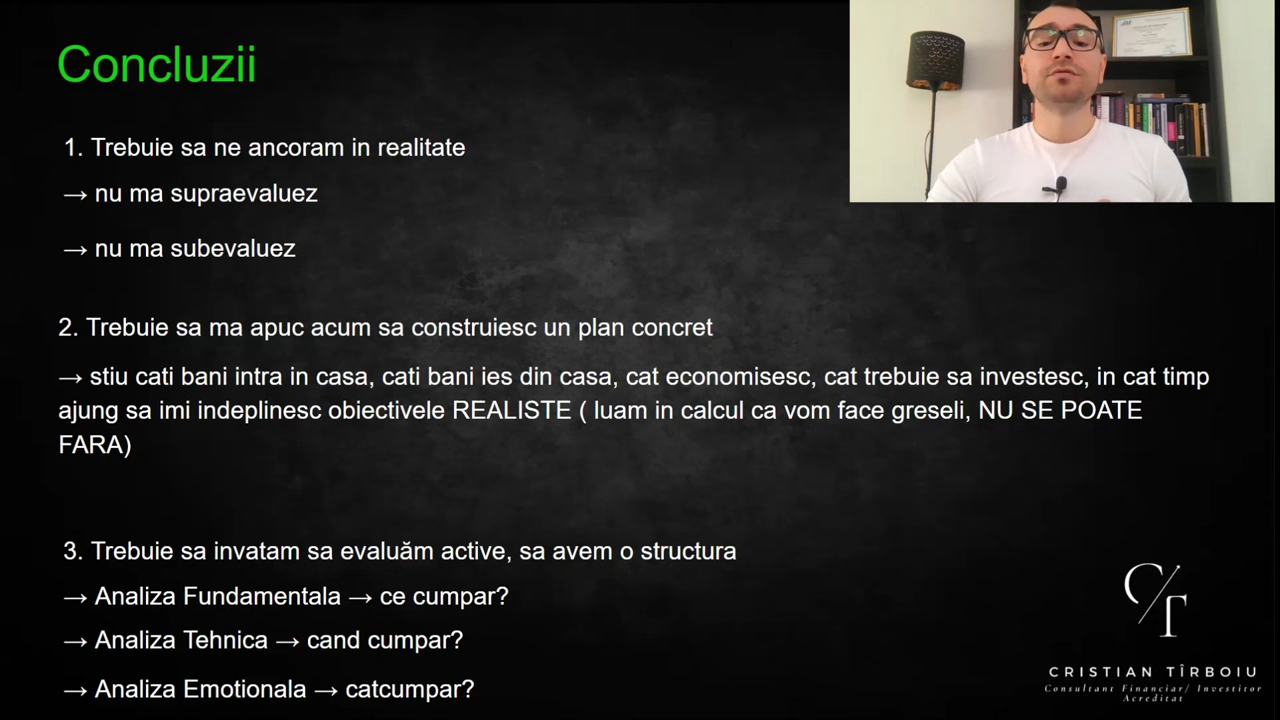 Concluzii
1. Trebuie sa ne ancoram in realitate
→ nu ma supraevaluez
→ nu ma subevaluez
2. Trebuie sa ma apuc acum sa construiesc un plan concret
→ stiu cati bani intra in casa, cati bani ies din casa, cat economisesc, cat trebuie sa investesc, in cat timp
ajung sa imi indeplinesc obiectivele REALISTE ( luam in calcul ca vom face greseli, NU SE POATE
FARA)
3. Trebuie sa invatam sa evaluăm active, sa avem o structura
→ Analiza Fundamentala → ce cumpar?
→ Analiza Tehnica → cand cumpar?
→ Analiza Emotionala → catcumpar?
C/T
CRISTIAN TÎRBOIU
Consultant Financiar/ Investitor
Acreditat